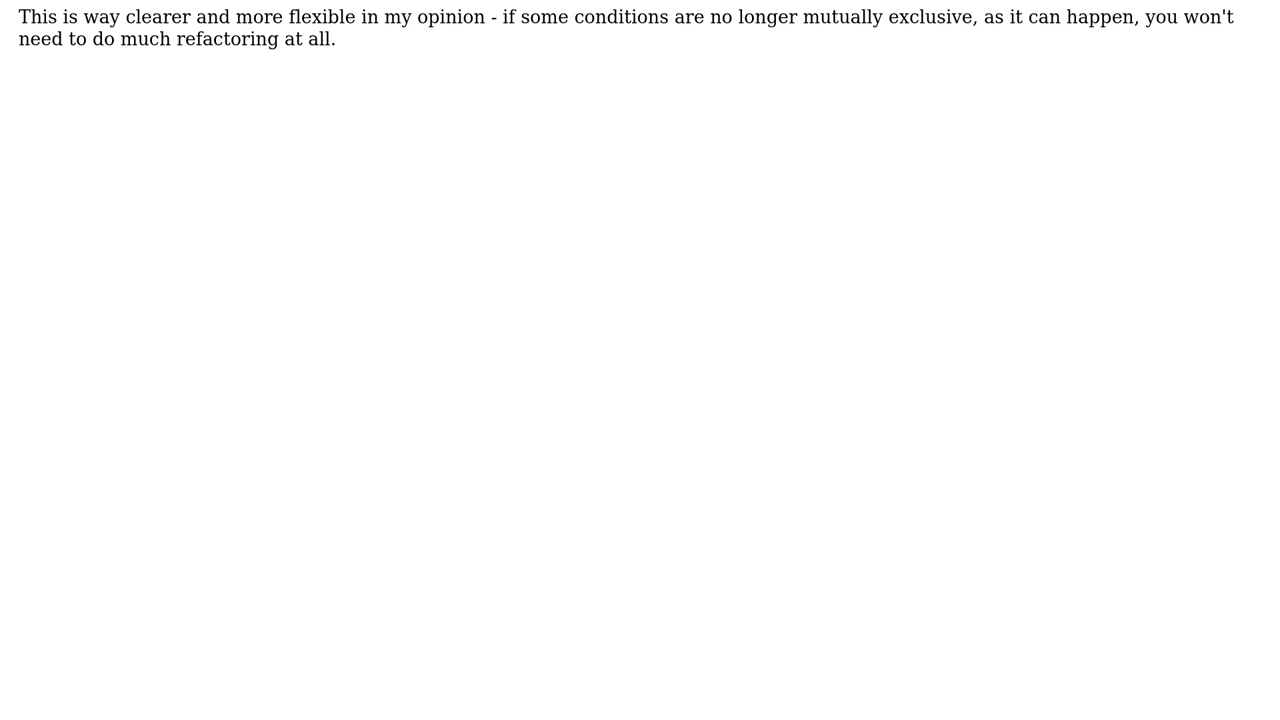 This is way clearer and more flexible in my opinion - if some conditions are no longer mutually exclusive, as it can happen, you won't
need to do much refactoring at all.